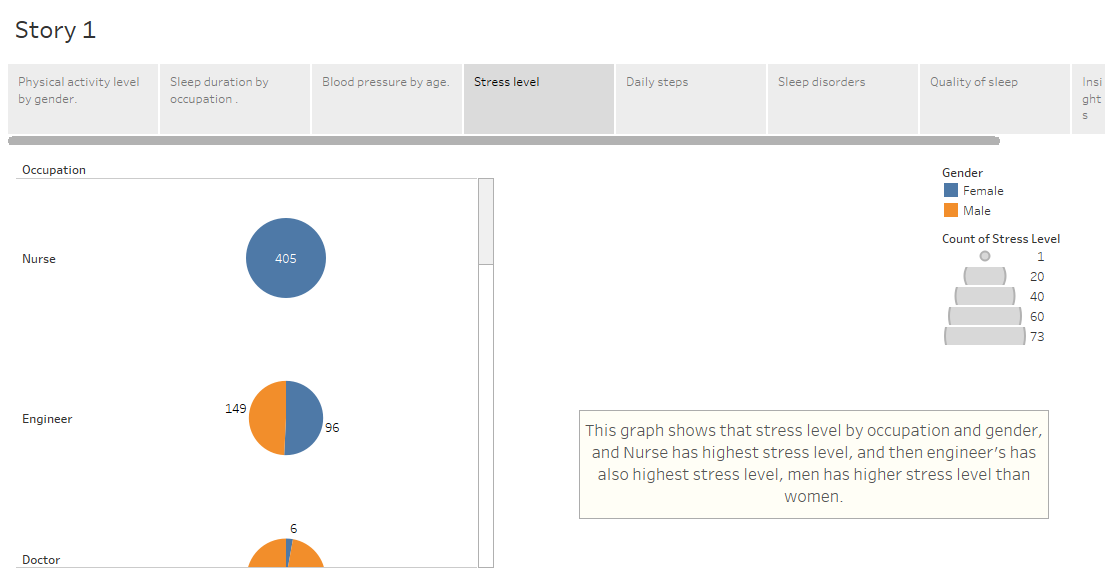 Story 1
Physical activity level
by gender.
Sleep duration by
occupation .
Blood pressure by age.
Stress level
Daily steps
Sleep disorders
Quality of sleep
Insi
ght
s
Occupation
Nurse
405
Engineer
149
96
Doctor
6
Gender
Female
Male
Count of Stress Level
1
20
40
60
73
This graph shows that stress level by occupation and gender,
and Nurse has highest stress level, and then engineer’s has
also highest stress level, men has higher stress level than
women.